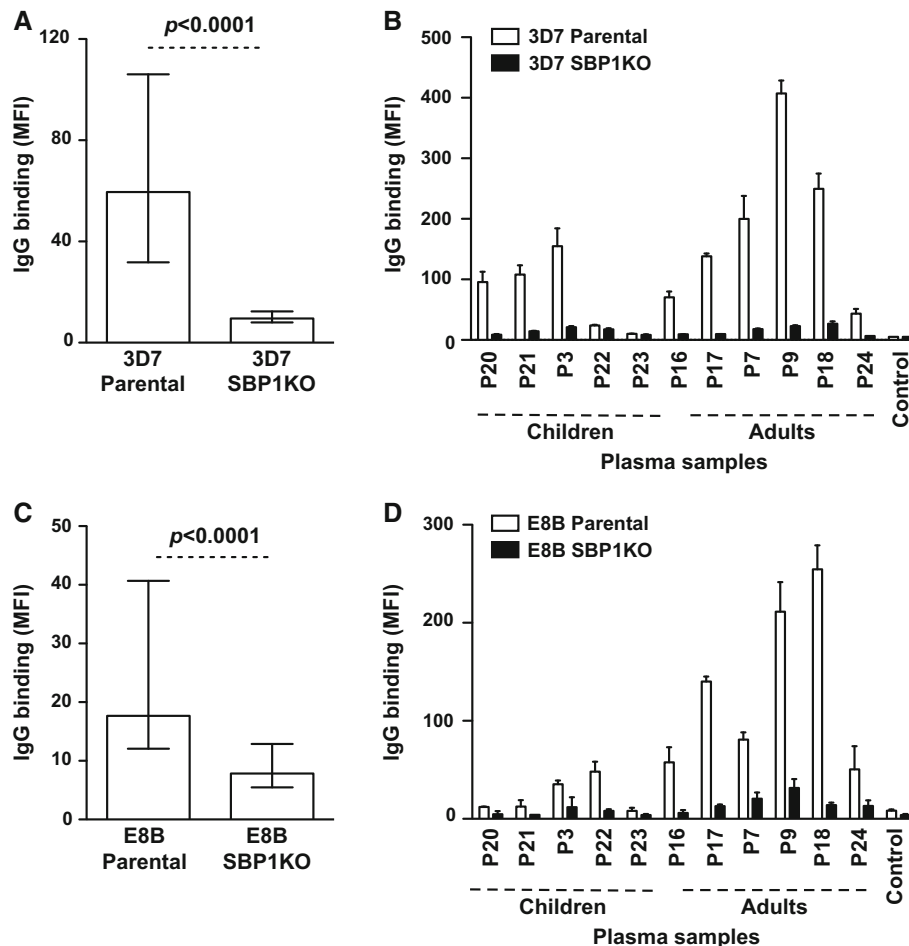 A
p<0.0001
IgG binding (MFI)
120
80
40
0
3D7 Parental
3D7 SBP1KO
B
3D7 Parental
3D7 SBP1KO
IgG binding (MFI)
500
400
300
200
100
0
P20
P21
P3
P22
P23
P16
P17
P7
P9
P18
P24
Control
Children
Adults
Plasma samples
C
p<0.0001
IgG binding (MFI)
50
40
30
20
10
0
E8B Parental
E8B SBP1KO
D
E8B Parental
E8B SBP1KO
IgG binding (MFI)
300
200
100
0
P20
P21
P3
P22
P23
P16
P17
P7
P9
P18
P24
Control
Children
Adults
Plasma samples